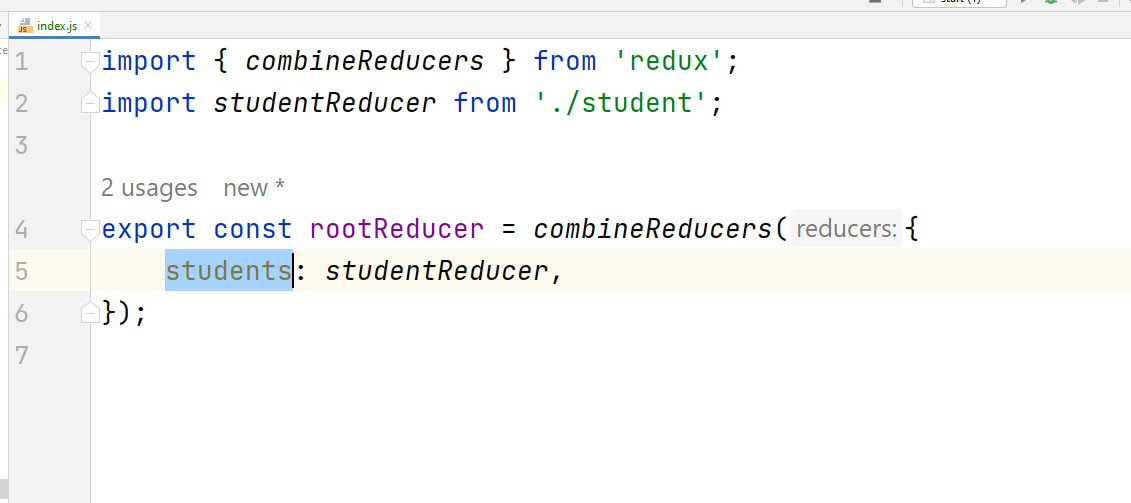 index.js
1 import { combineReducers } from 'redux';
2 import studentReducer from './student';
3
2 usages new *
4 export const rootReducer = combineReducers( reducers: {
5 students: studentReducer,
6 });
7